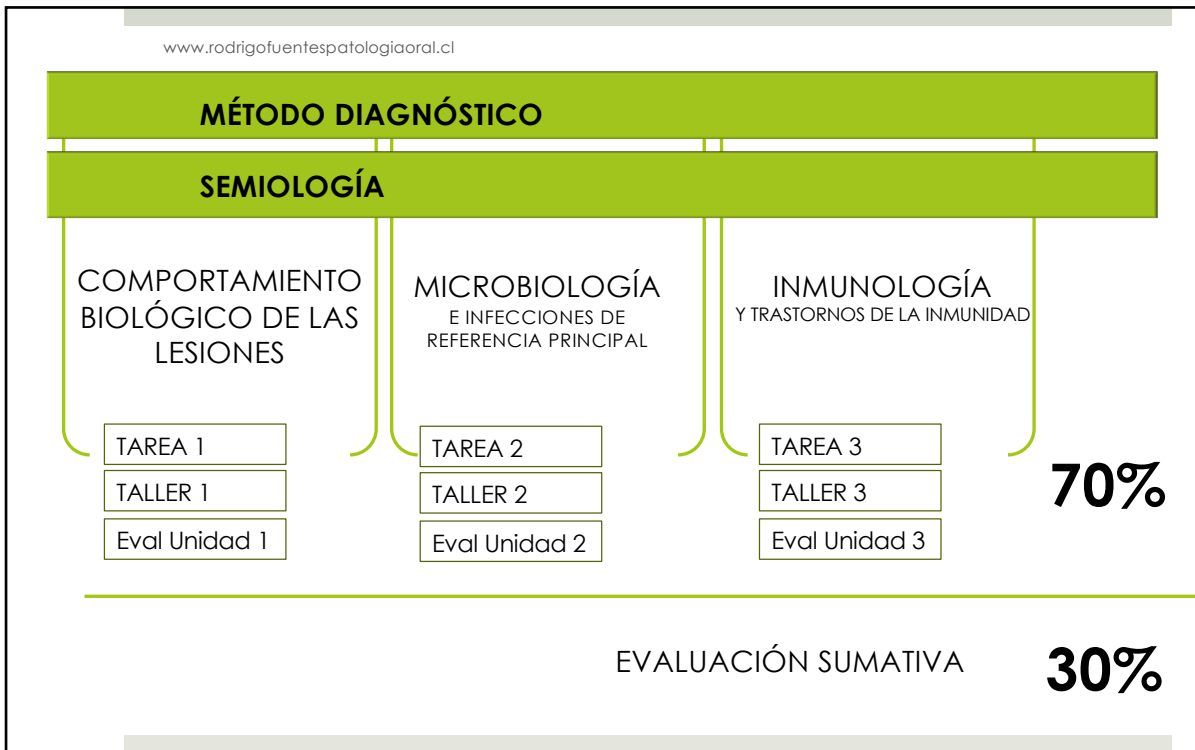 www.rodrigofuentespatologiaoral.cl
MÉTODO DIAGNÓSTICO
SEMIOLOGÍA
COMPORTAMIENTO
BIOLÓGICO DE LAS
LESIONES
TAREA 1
TALLER 1
Eval Unidad 1
MICROBIOLOGÍA
E INFECCIONES DE
REFERENCIA PRINCIPAL
TAREA 2
TALLER 2
Eval Unidad 2
INMUNOLOGÍA
Y TRASTORNOS DE LA INMUNIDAD
TAREA 3
TALLER 3
Eval Unidad 3
70%
EVALUACIÓN SUMATIVA
30%